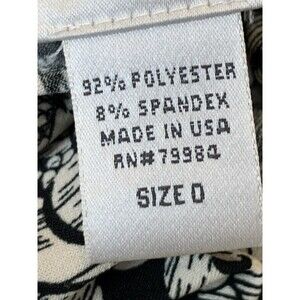 92% POLYESTER
8% SPANDEX
MADE IN USA
RN#79984
SIZE 0